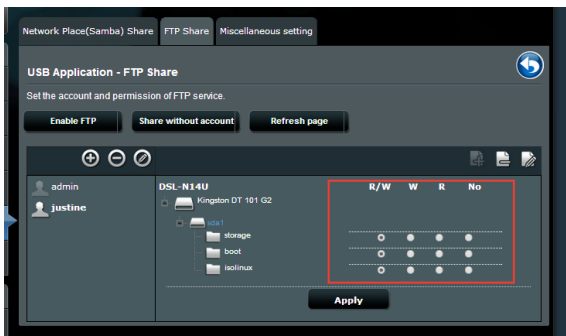 Network Place(Samba) Share FTP Share Miscellaneous setting
USB Application - FTP Share
Set the account and permission of FTP service.
Enable FTP Share without account Refresh page
admin
justine
DSL-N14U R/W W R No
Kingston DT 101 G2
sda1
storage
boot
isolinux
Apply